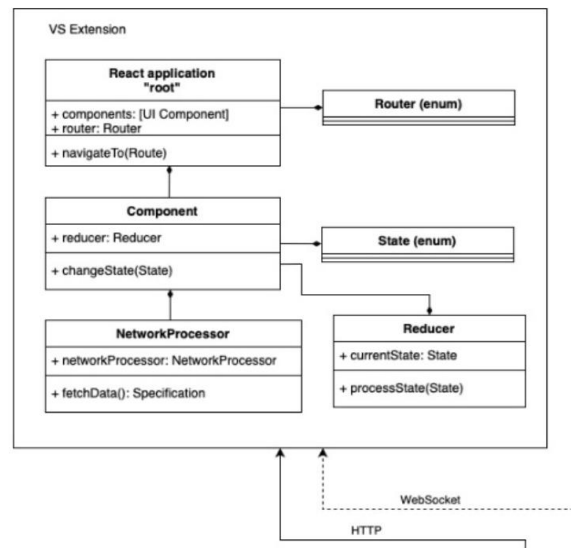 VS Extension
React application
"root"
+ components: [UI Component]
+ router: Router
+ navigateTo(Route)
Router (enum)
Component
+ reducer: Reducer
+ changeState(State)
State (enum)
NetworkProcessor
+ networkProcessor: NetworkProcessor
+ fetchData(): Specification
Reducer
+ currentState: State
+ processState(State)
WebSocket
HTTP